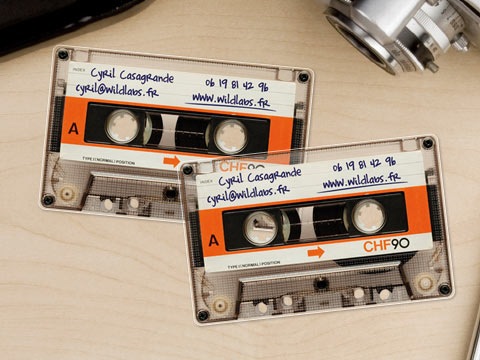 INDEX
Cyril Casagrande
06 19 81 42 96
cyril@wildlabs.fr
www.wildlabs.fr
A
TYPE I (NORMAL) POSITION
CHF90
INDEX
Cyril Casagrande
06 19 81 42 96
cyril@wildlabs.fr
www.wildlabs.fr
A
CHF90
TYPE I (NORMAL) POSITION